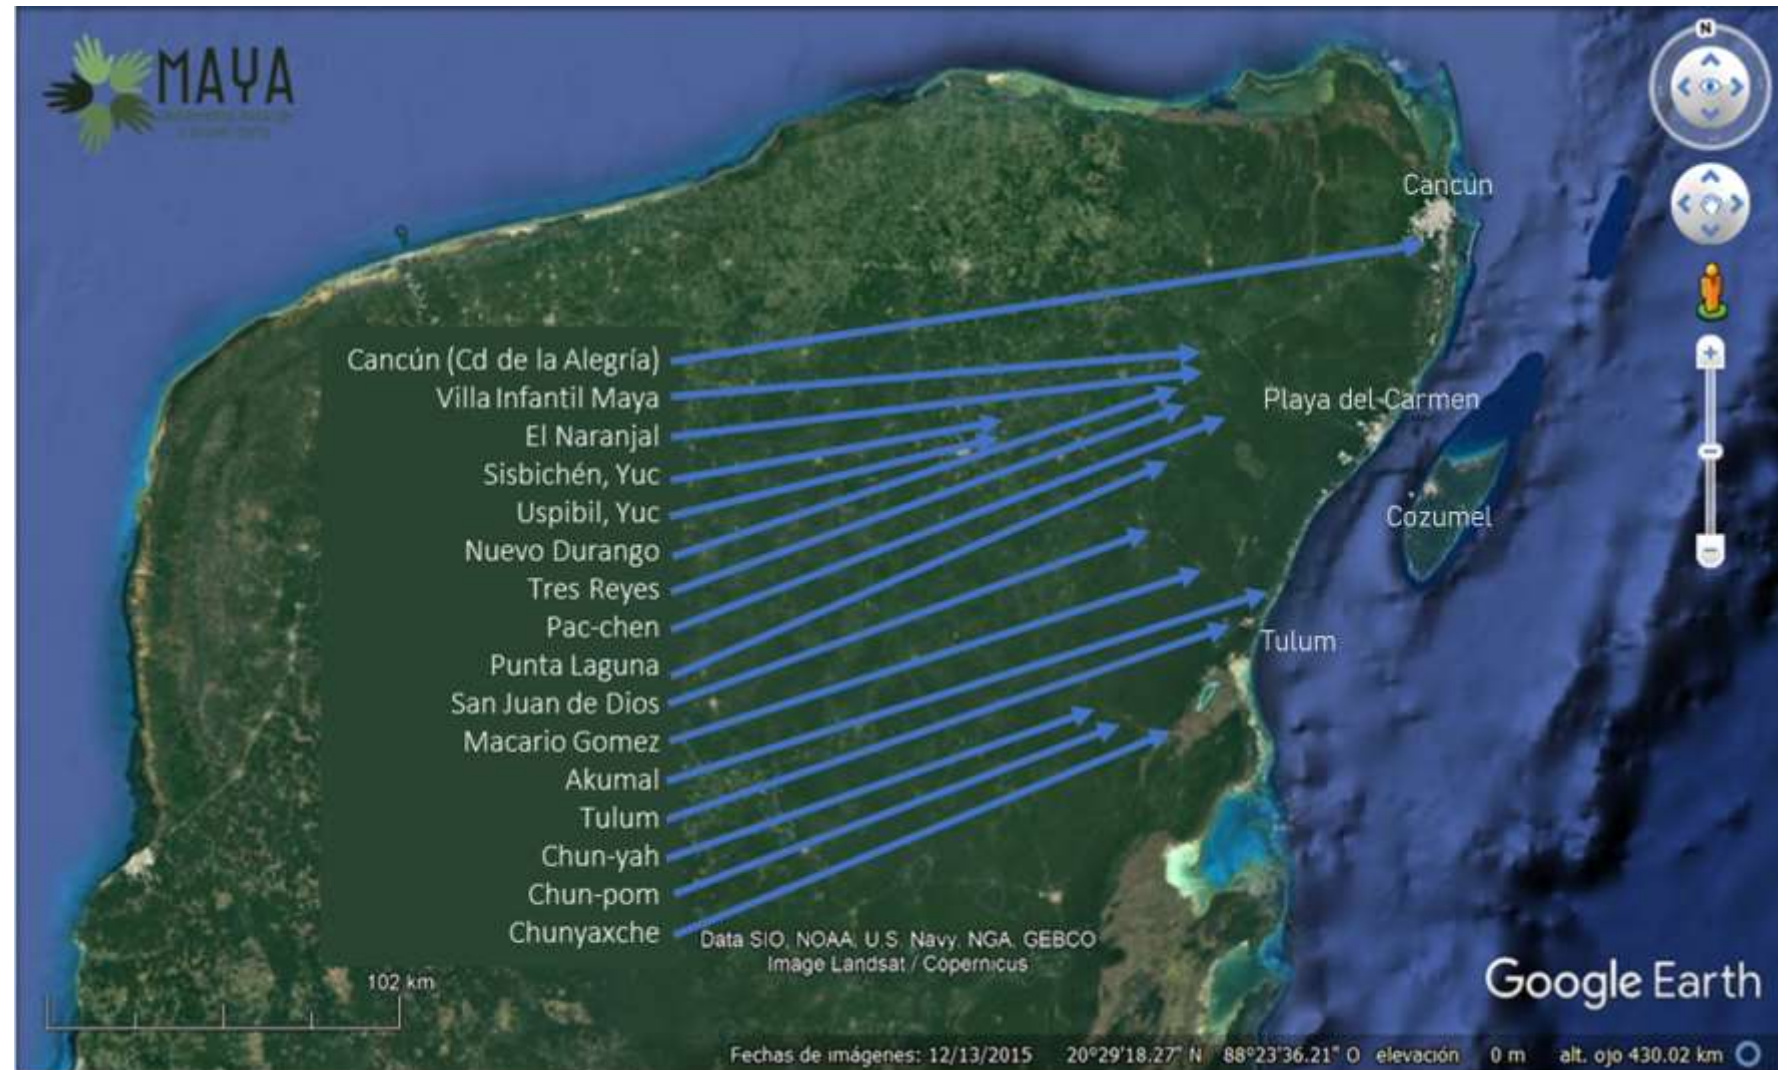 MAYA
N
Cancun
Cancún (Cd de la Alegría)
Villa Infantil Maya
El Naranjal
Sisbichén, Yuc
Uspibil, Yuc
Nuevo Durango
Tres Reyes
Pac-chen
Punta Laguna
San Juan de Dios
Macario Gomez
Akumal
Tulum
Chun-yah
Chun-pom
Chunyaxche
Playa del Carmen
Cozumel
Tulum
Data SIO, NOAA, U.S. Navy, NGA, GEBCO
Image Landsat / Copernicus
102 km
Google Earth
Fechas de imágenes: 12/13/2015 20°29'18.27" N 88°23'36.21" O elevación 0 m alt. ojo 430.02 km